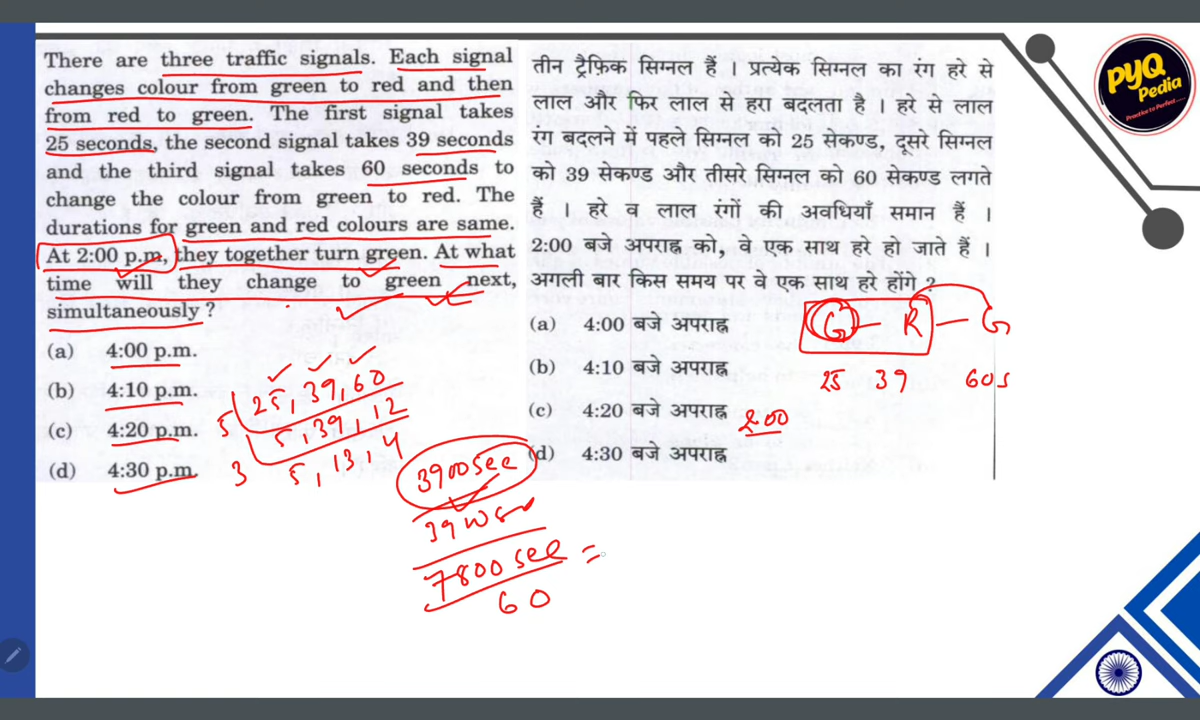 There are three traffic signals. Each signal
changes colour from green to red and then
from red to green. The first signal takes
25 seconds, the second signal takes 39 seconds
and the third signal takes 60 seconds to
change the colour from green to red. The
durations for green and red colours are same.
At 2:00 p.m, they together turn green. At what
time will they change to green next,
simultaneously ?
(a) 4:00 p.m.
(b) 4:10 p.m.
(c) 4:20 p.m.
(d) 4:30 p.m.
तीन ट्रैफ़िक सिग्नल हैं । प्रत्येक सिग्नल का रंग हरे से
लाल और फिर लाल से हरा बदलता है । हरे से लाल
रंग बदलने में पहले सिग्नल को 25 सेकण्ड, दूसरे सिग्नल
को 39 सेकण्ड और तीसरे सिग्नल को 60 सेकण्ड लगते
हैं । हरे व लाल रंगों की अवधियाँ समान हैं ।
2:00 बजे अपराह्न को, वे एक साथ हरे हो जाते हैं ।
अगली बार किस समय पर वे एक साथ हरे होंगे ?
(a) 4:00 बजे अपराह्न
(b) 4:10 बजे अपराह्न
(c) 4:20 बजे अपराह्न
(d) 4:30 बजे अपराह्न
G – R – G
25 39 60s
2:00
25, 39, 60
5 5, 39, 12
3 5, 13, 4
3900 sec
3900 sec
7800 sec =
60
PYQ
Pedia
Practice to Perfect